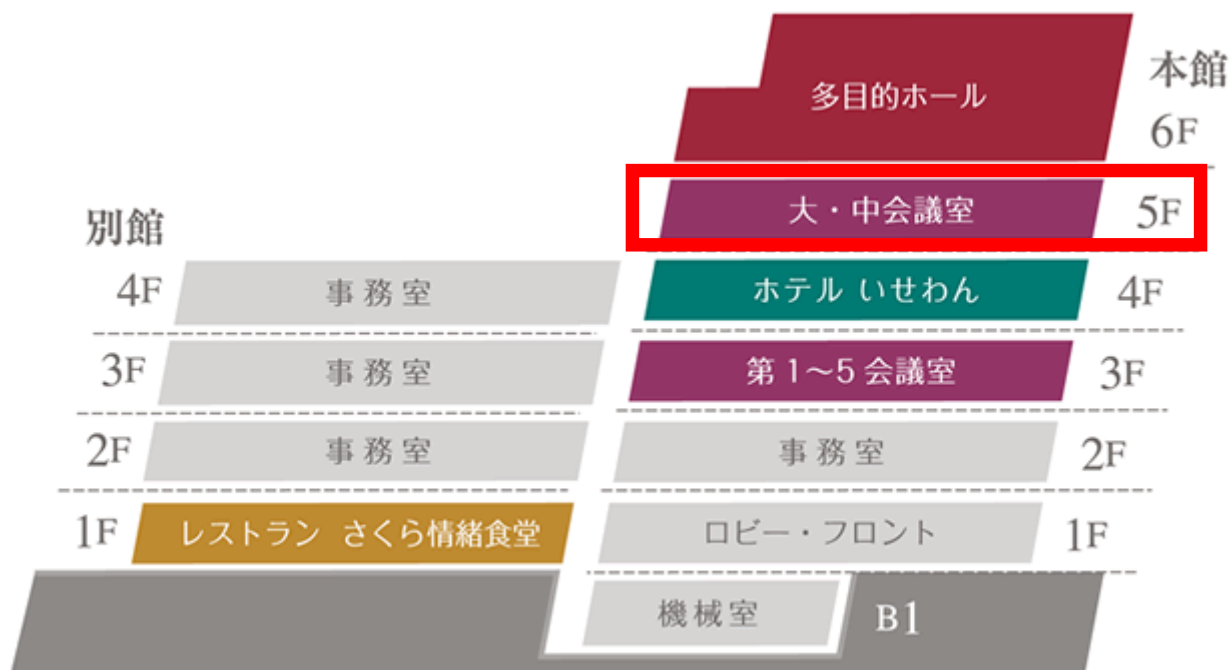 本館
多目的ホール
6F
大・中会議室 5F
別館
4F 事務室
ホテル いせわん 4F
3F 事務室
第1〜5会議室 3F
2F 事務室
事務室 2F
1F レストラン さくら情緒食堂
ロビー・フロント 1F
機械室 B1